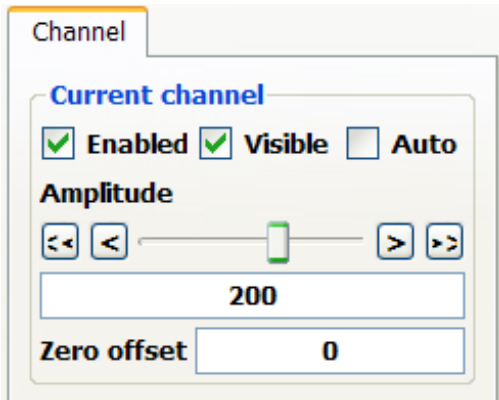 Channel
Current channel
Enabled Visible Auto
Amplitude
<< < > >>
200
Zero offset 0